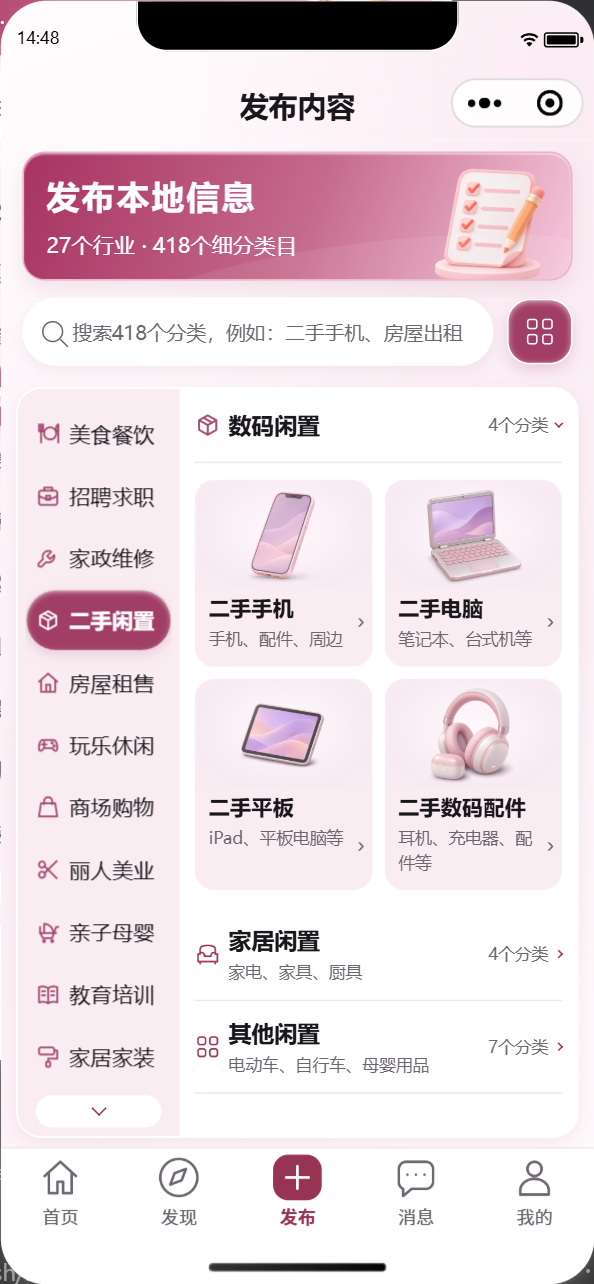 14:48
发布内容
发布本地信息
27个行业 · 418个细分类目
搜索418个分类，例如：二手手机、房屋出租
美食餐饮
招聘求职
家政维修
二手闲置
房屋租售
玩乐休闲
商场购物
丽人美业
亲子母婴
教育培训
家居家装
数码闲置
4个分类
二手手机
手机、配件、周边
二手电脑
笔记本、台式机等
二手平板
iPad、平板电脑等
二手数码配件
耳机、充电器、配
件等
家居闲置
家电、家具、厨具
4个分类
其他闲置
电动车、自行车、母婴用品
7个分类
首页
发现
发布
消息
我的